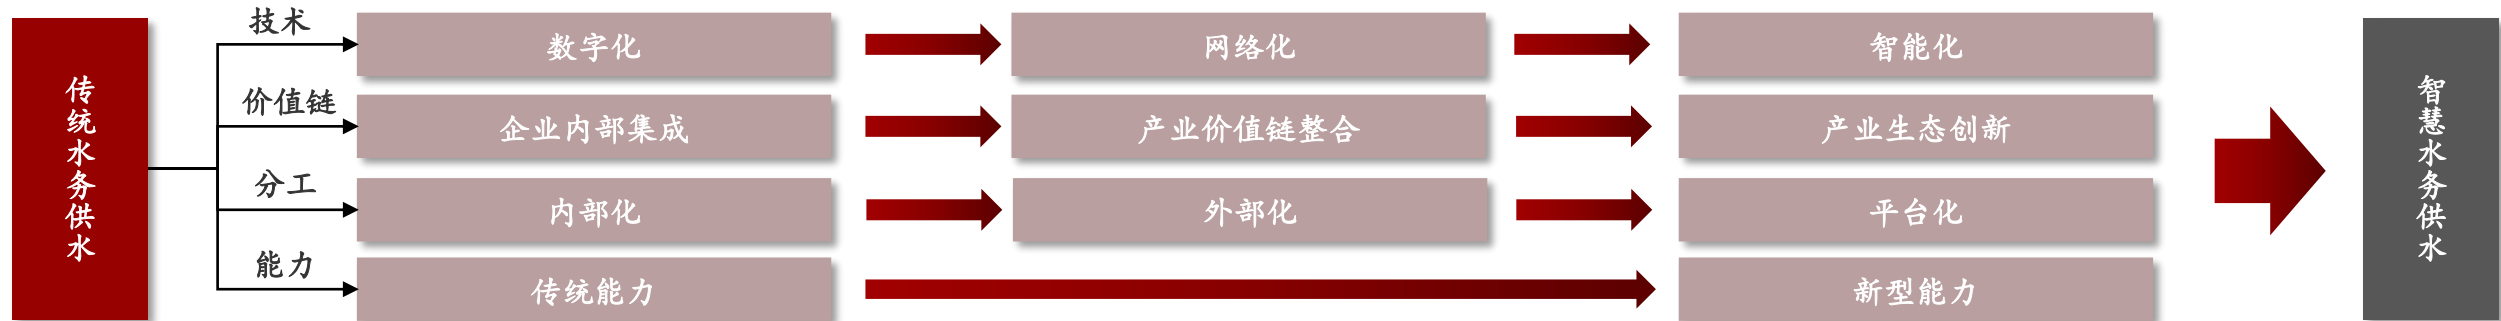 传统水务供水
技术
数字化
网络化
智能化
价值链
企业内部集成
产业价值链整合
产业生态创新
分工
内部化
外部化
平台化
能力
传统能力
新型能力
智慧水务供水